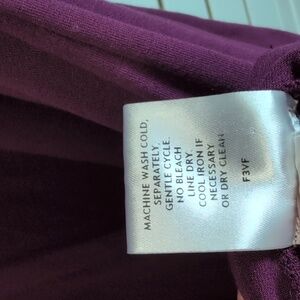 MACHINE WASH COLD,
SEPARATELY.
GENTLE CYCLE.
NO BLEACH
LINE DRY.
COOL IRON IF
NECESSARY
OR DRY CLEAN
F3VF